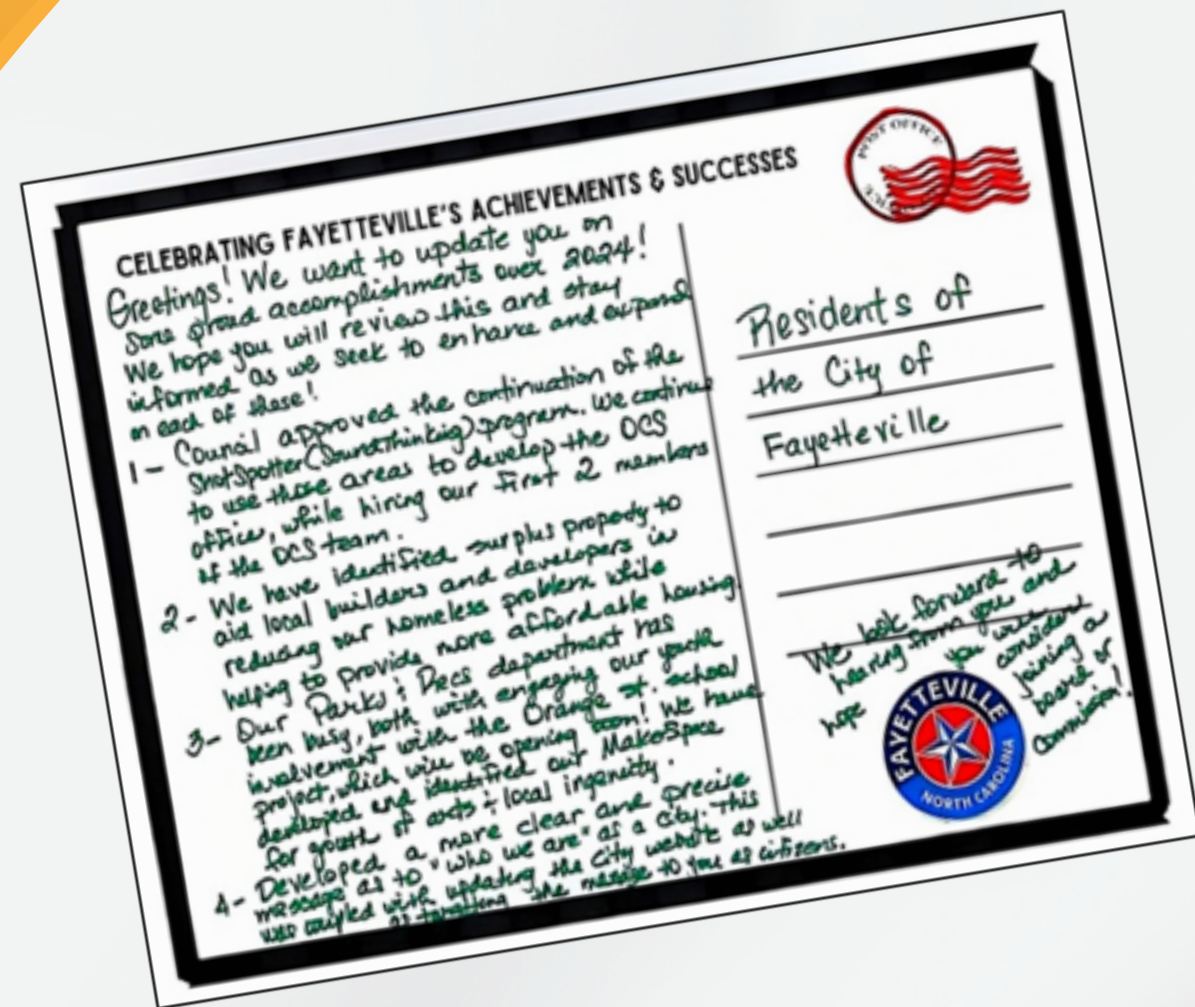 CELEBRATING FAYETTEVILLE'S ACHIEVEMENTS & SUCCESSES
Greetings! We want to update you on
some proud accomplishments over 2024!
We hope you will review this and stay
informed as we seek to enhance and expand
on each of these!
1- Council approved the continuation of the
ShotSpotter (SoundThinking) program. We continue
to use those areas to develop the OCS
office, while hiring our first 2 members
of the OCS team.
2- We have identified surplus property to
aid local builders and developers in
reducing our homeless problem while
helping to provide more affordable housing.
3- Our Parks & Recs department has
been busy, both with engaging our youth
involvement with the Orange St. school
project, which will be opening soon! We have
developed and identified out MakoSpace
for growth of arts & local ingenuity.
4- Developed a more clear and precise
message as to "who we are" as a city. This
was coupled with updating the City website as well
as targeting the message to you as citizens.
POST OFFICE
Residents of
the City of
Fayetteville
We look forward to
hearing from you and
hope you will
consider
joining a
board or
Commission!
FAYETTEVILLE
NORTH CAROLINA